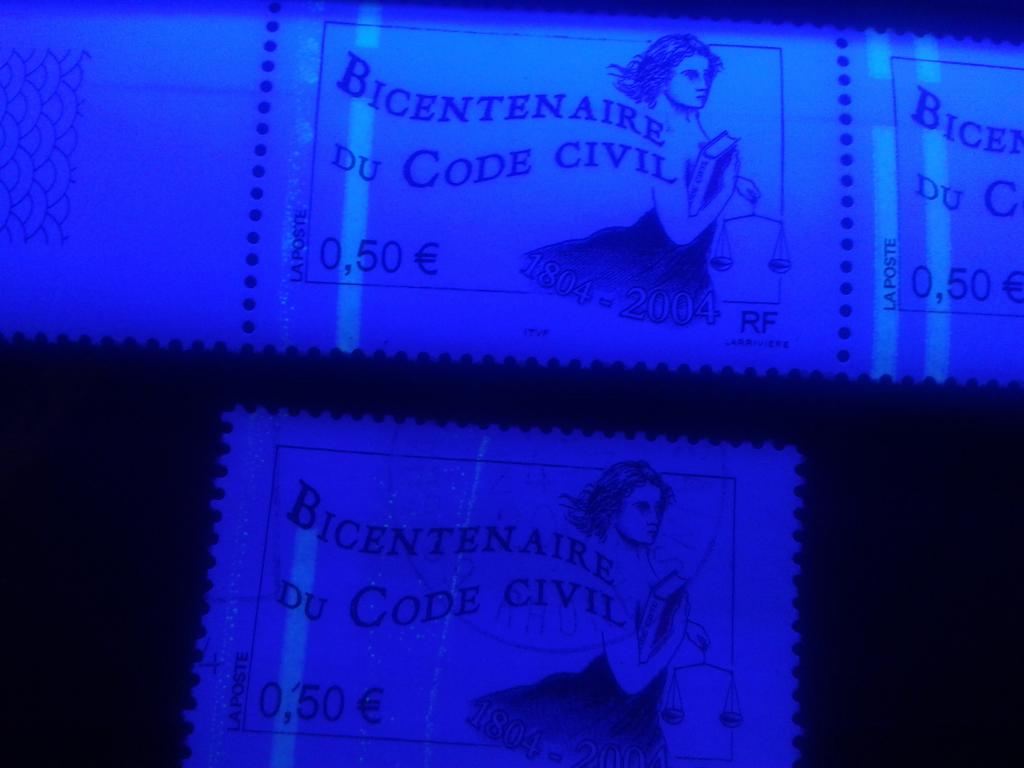 BICENTENAIRE
DU CODE CIVIL
LA POSTE
0,50 €
1804 - 2004
RF
ITVF
LARRIVIÈRE
BICEN
DU C
LA POSTE
0,50 €
BICENTENAIRE
DU CODE CIVIL
LA POSTE
0,50 €
1804 - 2004